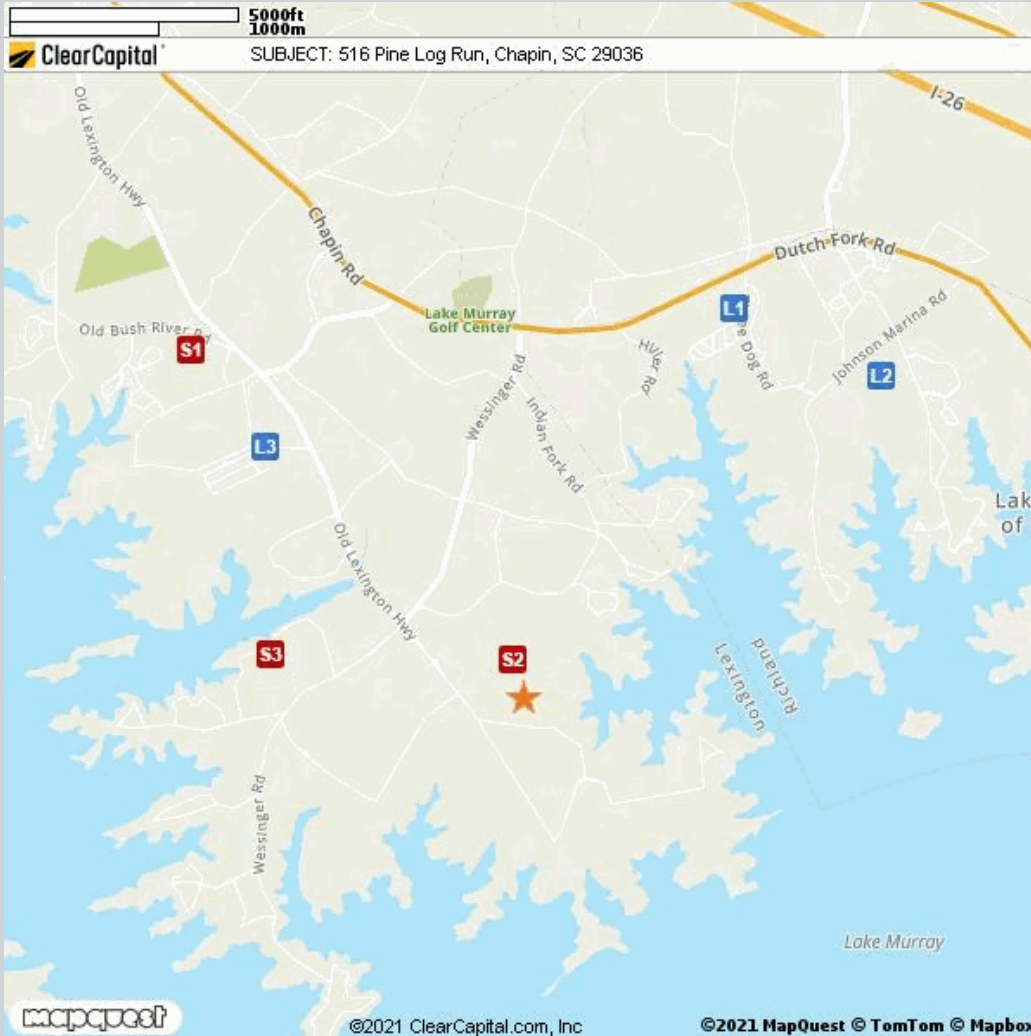 5000ft
1000m
ClearCapital
SUBJECT: 516 Pine Log Run, Chapin, SC 29036
I-26
Old Lexington Hwy
Chapin Rd
Dutch Fork Rd
Lake Murray
Golf Center
L1
Old Bush River
S1
Johnson Marina Rd
Dog Rd
L2
Wessinger Rd
Indian Fork Rd
L3
Lak
of
Old Lexington Hwy
S3
S2
Lexington
Richland
Wessinger Rd
Lake Murray
mapquest
©2021 ClearCapital.com, Inc
©2021 MapQuest © TomTom © Mapbox